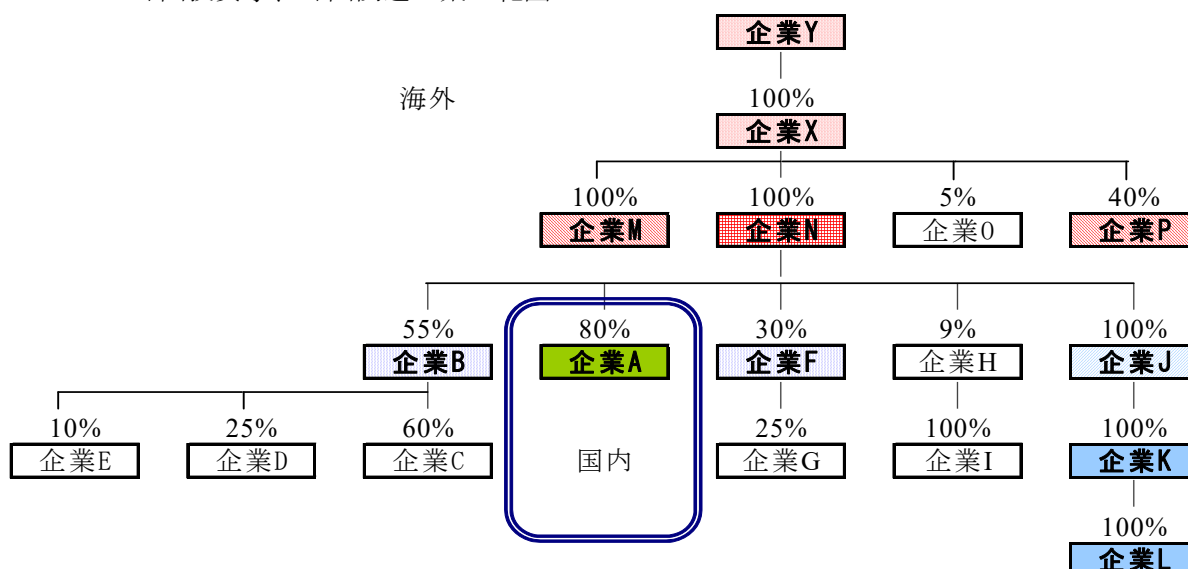 企業Y
海外
100%
企業X
100%
100%
5%
40%
企業M
企業N
企業O
企業P
55%
80%
30%
9%
100%
企業B
企業A
企業F
企業H
企業J
10%
25%
60%
25%
100%
100%
企業E
企業D
企業C
国内
企業G
企業I
企業K
100%
企業L